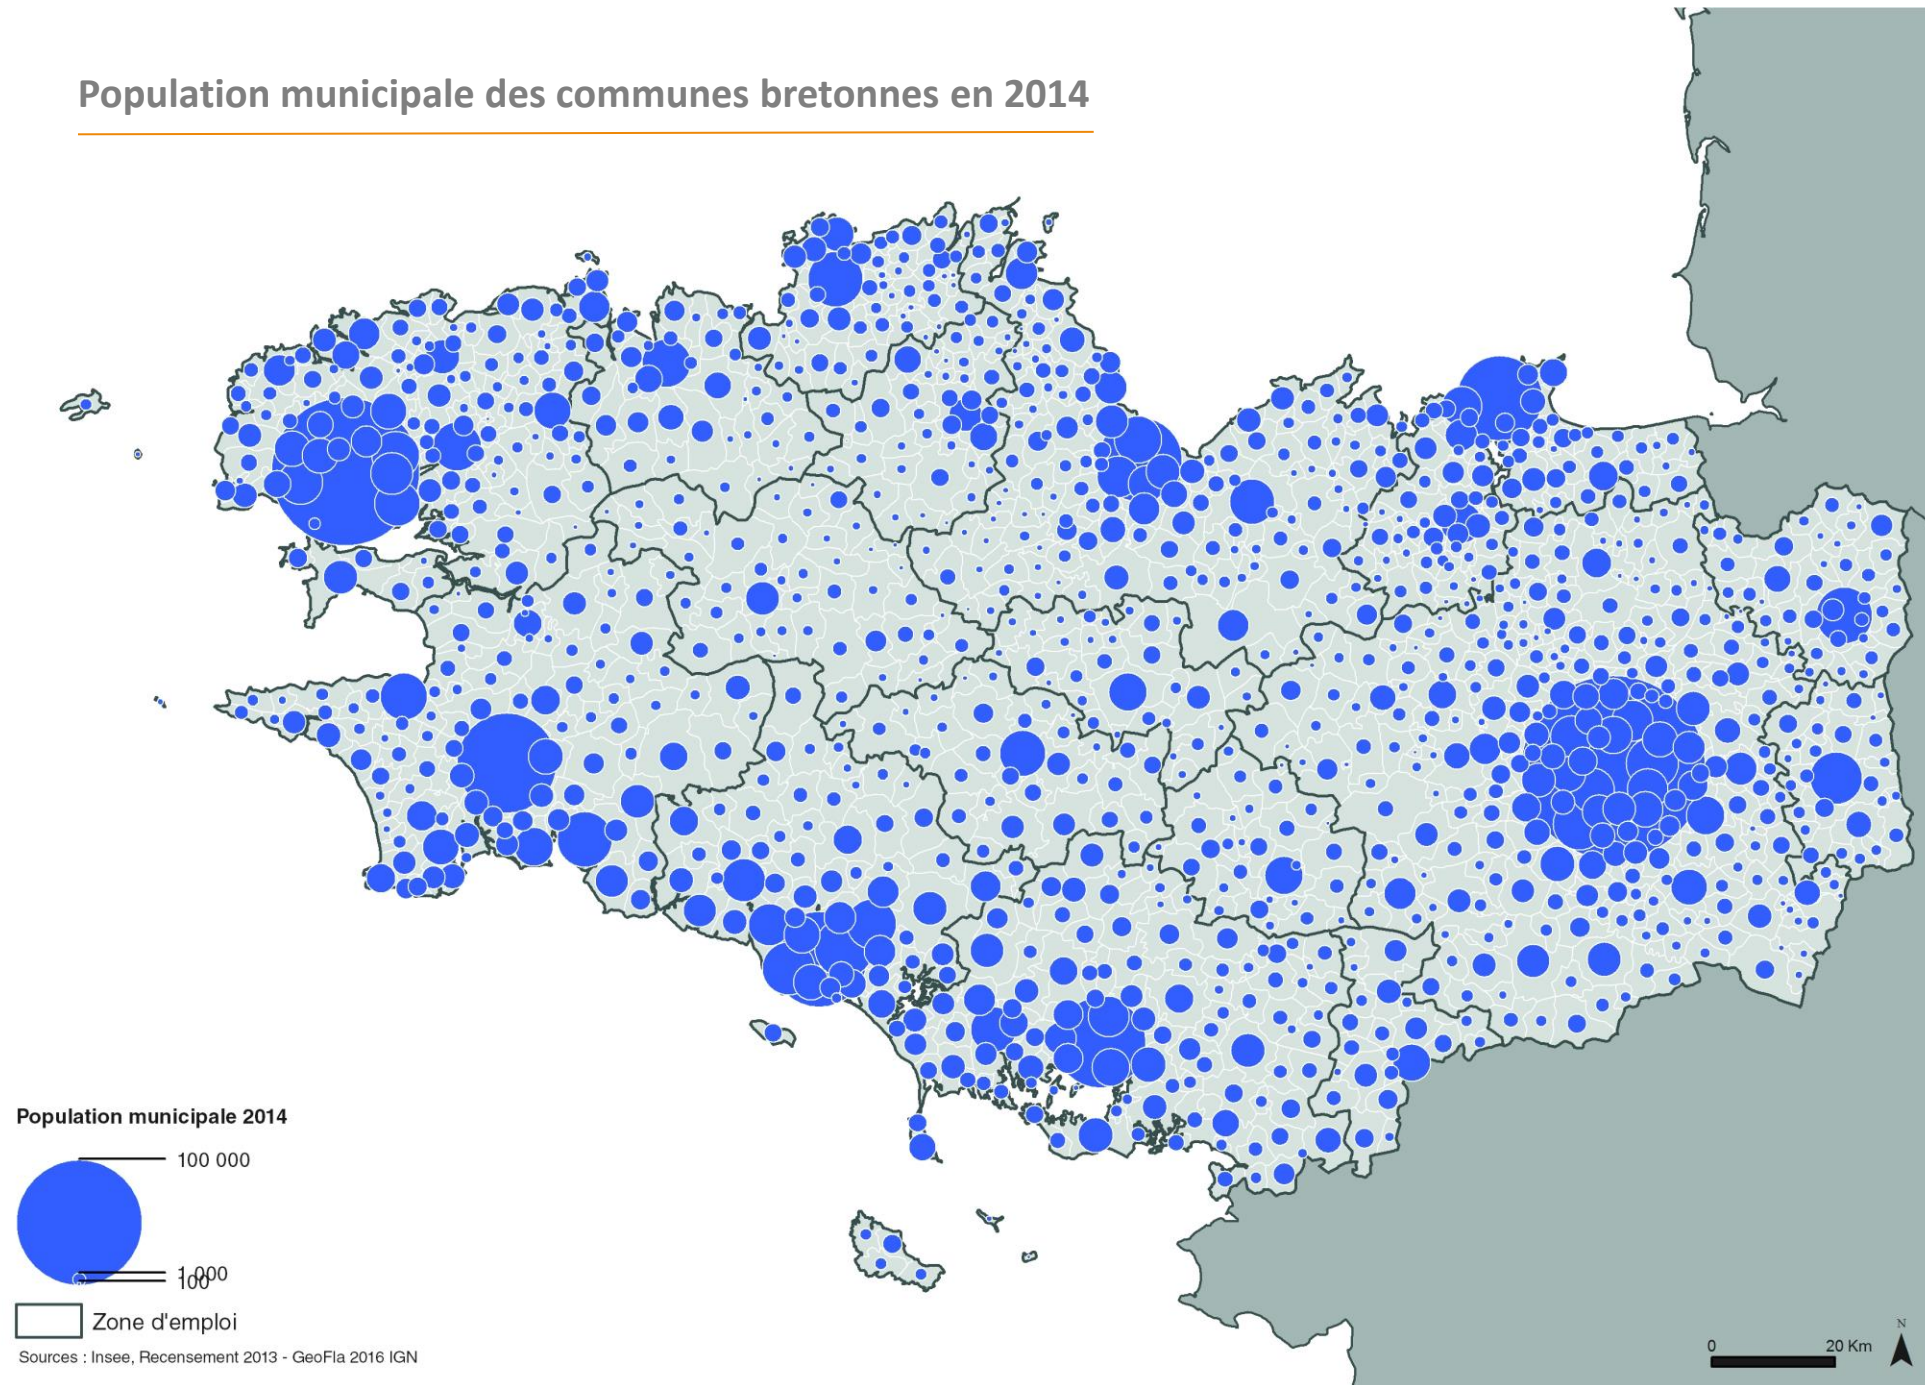 Population municipale des communes bretonnes en 2014
Population municipale 2014
100 000
1 000
100
Zone d'emploi
Sources : Insee, Recensement 2013 - GeoFla 2016 IGN
0 20 Km
N